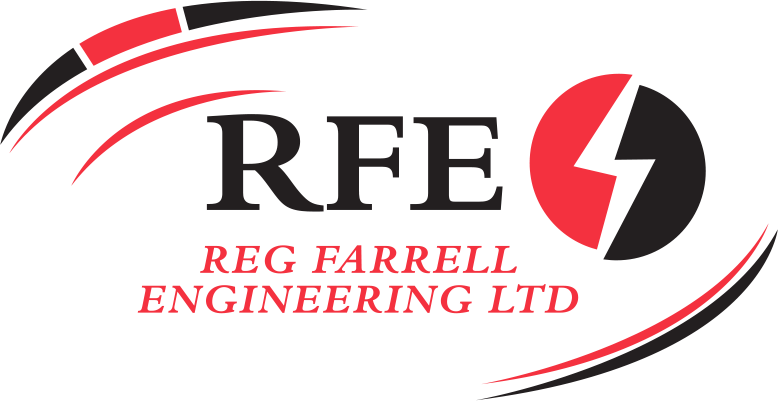 RFE
REG FARRELL
ENGINEERING LTD